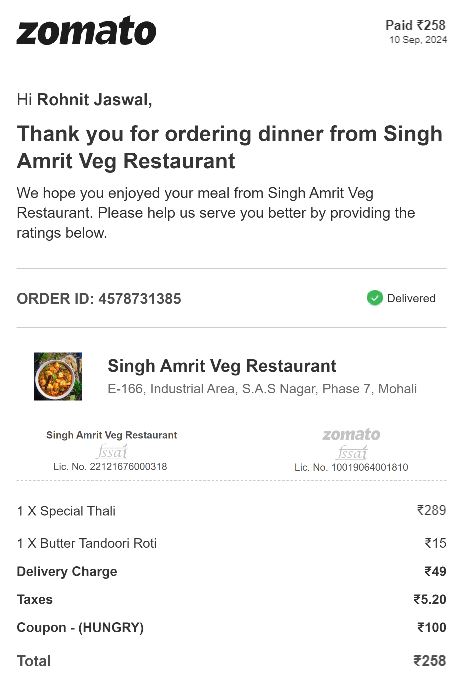 zomato
Paid ₹258
10 Sep, 2024
Hi Rohnit Jaswal,
Thank you for ordering dinner from Singh
Amrit Veg Restaurant
We hope you enjoyed your meal from Singh Amrit Veg
Restaurant. Please help us serve you better by providing the
ratings below.
ORDER ID: 4578731385
Delivered
Singh Amrit Veg Restaurant
E-166, Industrial Area, S.A.S Nagar, Phase 7, Mohali
Singh Amrit Veg Restaurant
fssai
Lic. No. 22121676000318
zomato
fssai
Lic. No. 10019064001810
1 X Special Thali ₹289
1 X Butter Tandoori Roti ₹15
Delivery Charge ₹49
Taxes ₹5.20
Coupon - (HUNGRY) ₹100
Total ₹258